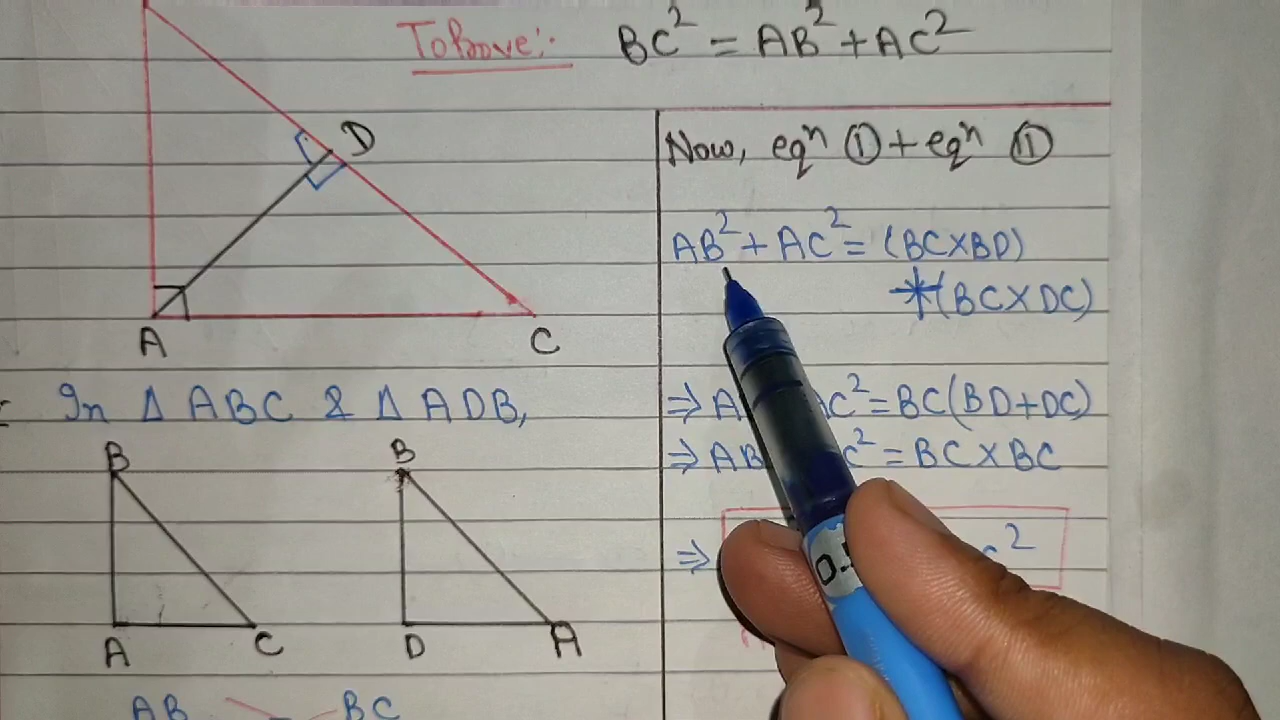 To Prove:- BC² = AB² + AC²
D
A
C
In Δ ABC & Δ ADB,
B
A
C
B
D
A
AB BC
Now, eqⁿ ① + eqⁿ ①
AB² + AC² = (BC×BD)
+(BC×DC)
⇒ A C² = BC(BD+DC)
⇒ AB C² = BC×BC
⇒ ²
0.